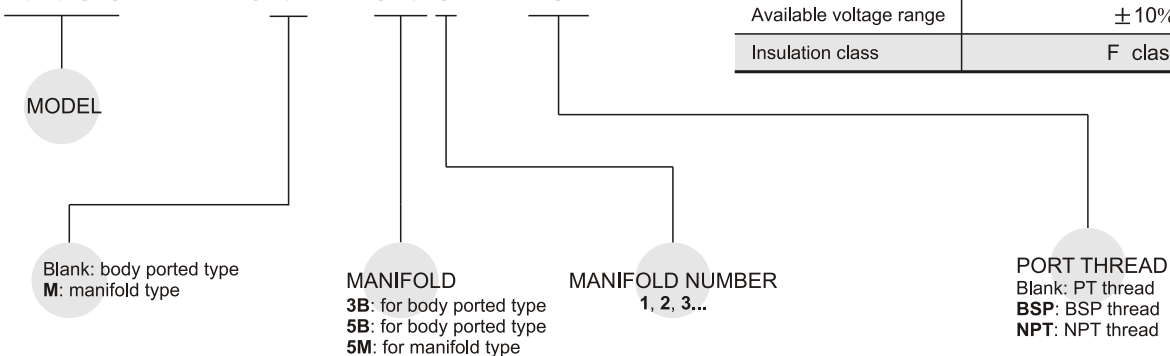 Available voltage range ±10%
Insulation class F clas
MODEL
Blank: body ported type
M: manifold type
MANIFOLD
3B: for body ported type
5B: for body ported type
5M: for manifold type
MANIFOLD NUMBER
1, 2, 3...
PORT THREAD
Blank: PT thread
BSP: BSP thread
NPT: NPT thread